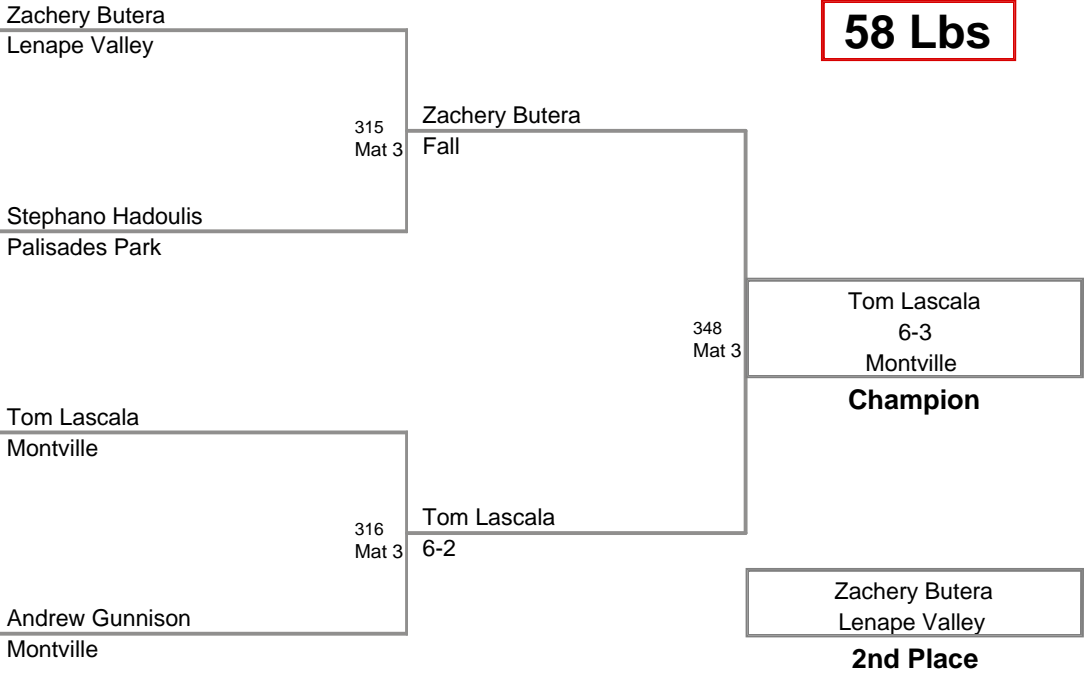 Zachery Butera
Lenape Valley
58 Lbs
315
Mat 3
Zachery Butera
Fall
Stephano Hadoulis
Palisades Park
348
Mat 3
Tom Lascala
6-3
Montville
Champion
Tom Lascala
Montville
316
Mat 3
Tom Lascala
6-2
Andrew Gunnison
Montville
Zachery Butera
Lenape Valley
2nd Place